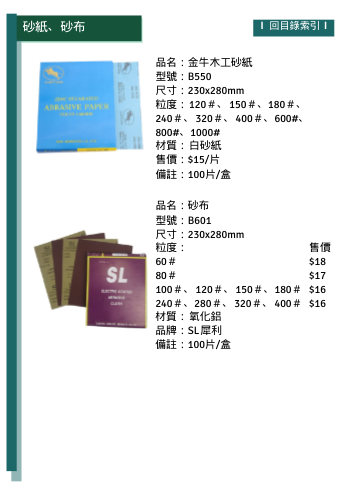 砂紙、砂布
I 回目錄索引 I
品名：金牛木工砂紙
型號：B550
尺寸：230x280mm
粒度：120＃、150＃、180＃、
240＃、320＃、400＃、600#、
800#、1000#
材質：白砂紙
售價：$15/片
備註：100片/盒
ABRASIVE PAPER
品名：砂布
型號：B601
尺寸：230x280mm
粒度： 售價
60＃ $18
80＃ $17
100＃、120＃、150＃、180＃ $16
240＃、280＃、320＃、400＃ $16
材質：氧化鋁
品牌：SL犀利
備註：100片/盒
SL
ELECTRO COATED
ABRASIVE
CLOTH